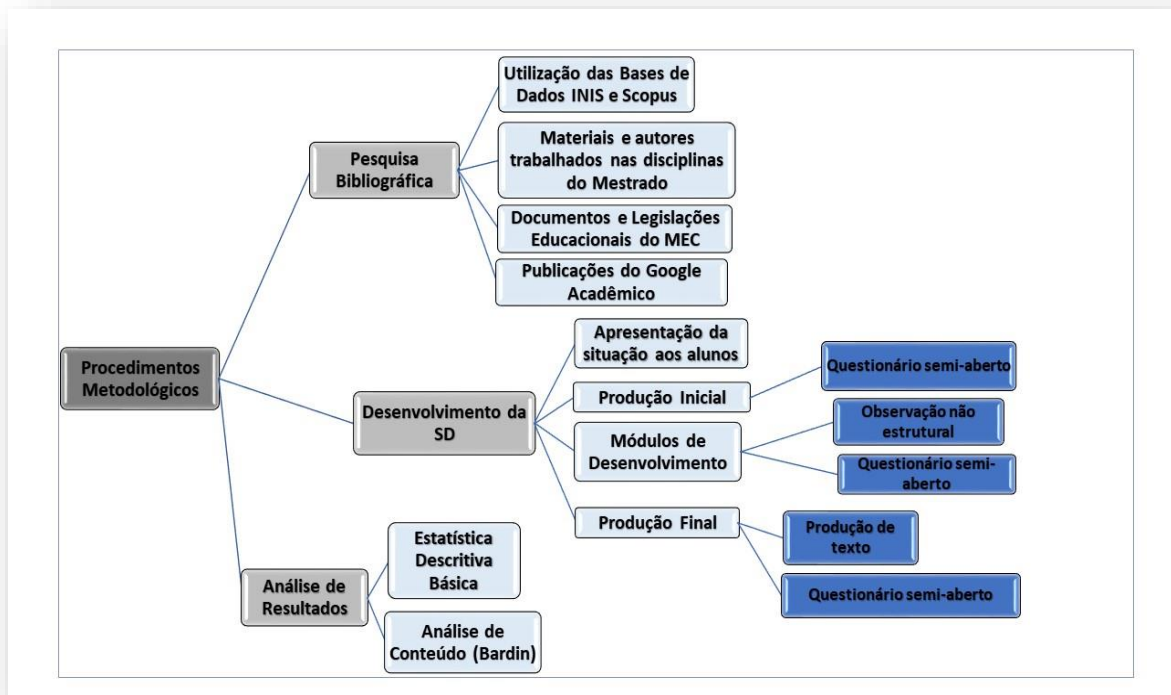 Utilização das Bases de
Dados INIS e Scopus
Materiais e autores
trabalhados nas disciplinas
do Mestrado
Pesquisa
Bibliográfica
Documentos e Legislações
Educacionais do MEC
Publicações do Google
Acadêmico
Procedimentos
Metodológicos
Desenvolvimento da
SD
Apresentação da
situação aos alunos
Produção Inicial
Questionário semi-aberto
Módulos de
Desenvolvimento
Observação não
estrutural
Questionário semi-
aberto
Produção Final
Produção de
texto
Questionário semi-aberto
Análise de
Resultados
Estatística
Descritiva
Básica
Análise de
Conteúdo (Bardin)